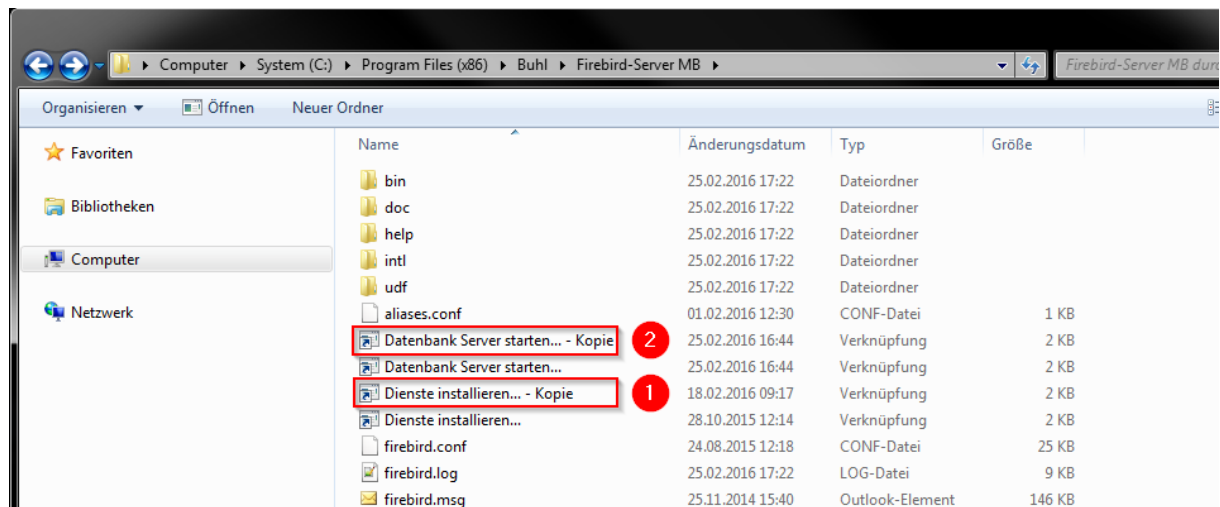 Computer System (C:) Program Files (x86) Buhl Firebird-Server MB Firebird-Server MB
Organisieren Öffnen Neuer Ordner
Name Änderungsdatum Typ Größe
Favoriten
bin 25.02.2016 17:22 Dateiordner
Bibliotheken
doc 25.02.2016 17:22 Dateiordner
help 25.02.2016 17:22 Dateiordner
Computer
intl 25.02.2016 17:22 Dateiordner
udf 25.02.2016 17:22 Dateiordner
Netzwerk
aliases.conf 01.02.2016 12:30 CONF-Datei 1 KB
Datenbank Server starten... - Kopie 2 25.02.2016 16:44 Verknüpfung 2 KB
Datenbank Server starten... 25.02.2016 16:44 Verknüpfung 2 KB
Dienste installieren... - Kopie 1 18.02.2016 09:17 Verknüpfung 2 KB
Dienste installieren... 28.10.2015 12:14 Verknüpfung 2 KB
firebird.conf 24.08.2015 12:18 CONF-Datei 25 KB
firebird.log 25.02.2016 17:22 LOG-Datei 9 KB
firebird.msg 25.11.2014 15:40 Outlook-Element 146 KB